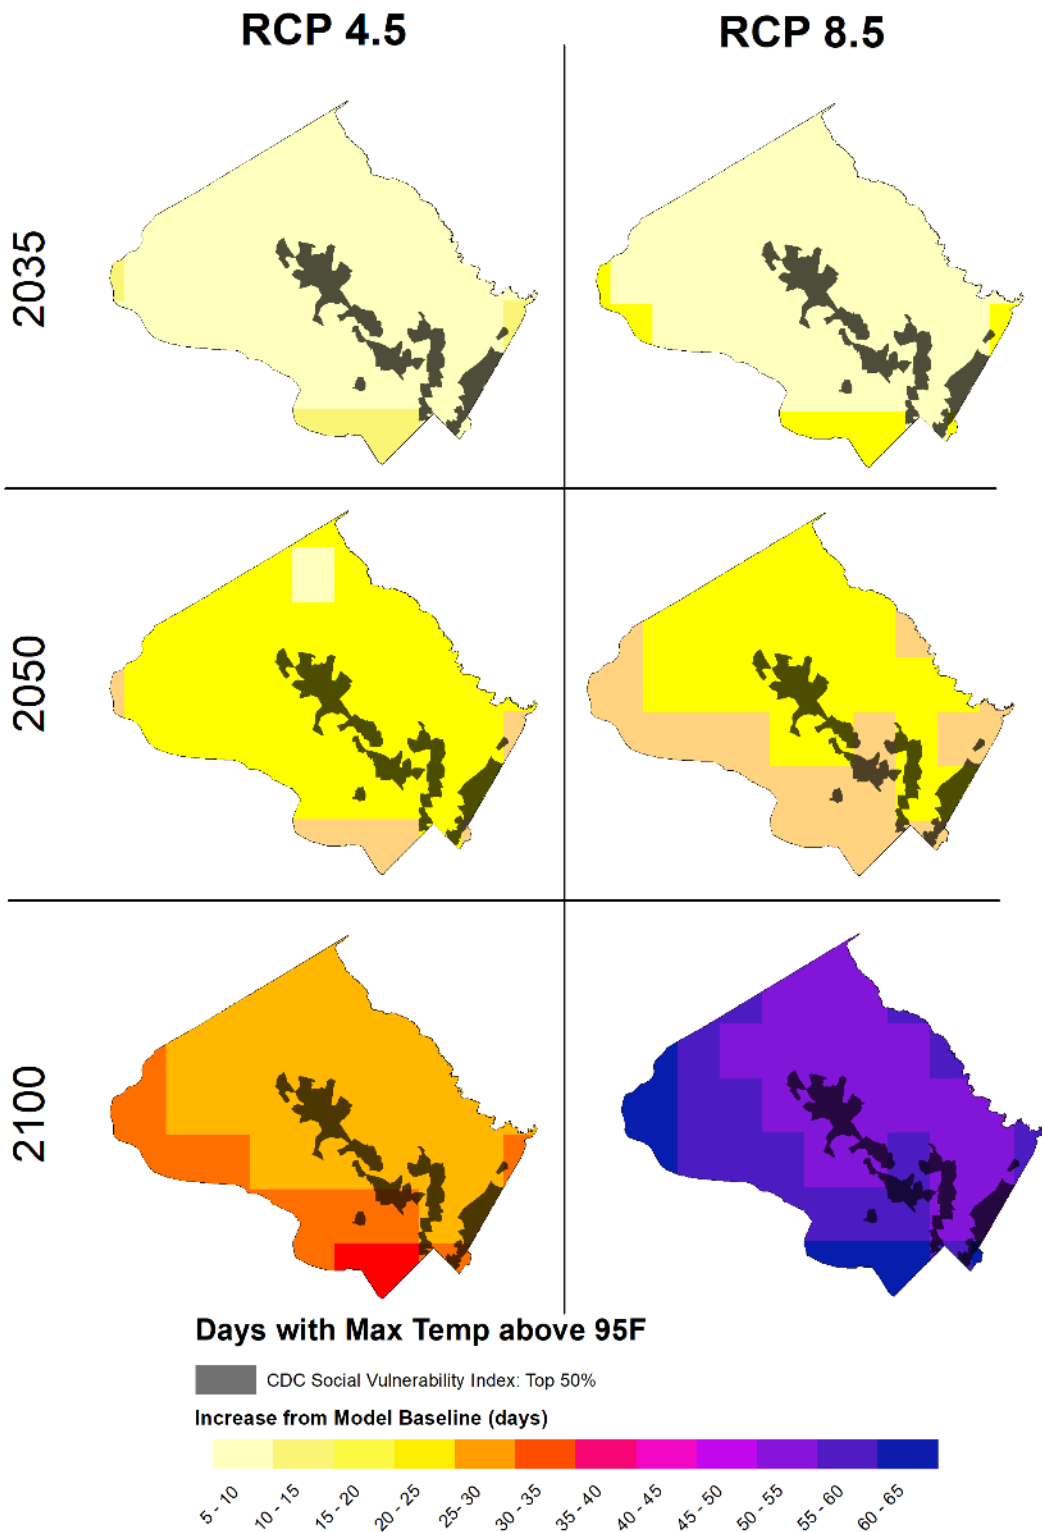 RCP 4.5
RCP 8.5
2035
2050
2100
Days with Max Temp above 95F
CDC Social Vulnerability Index: Top 50%
Increase from Model Baseline (days)
5 - 10
10 - 15
15 - 20
20 - 25
25- 30
30 - 35
35 - 40
40 - 45
45 - 50
50 - 55
55 - 60
60 - 65